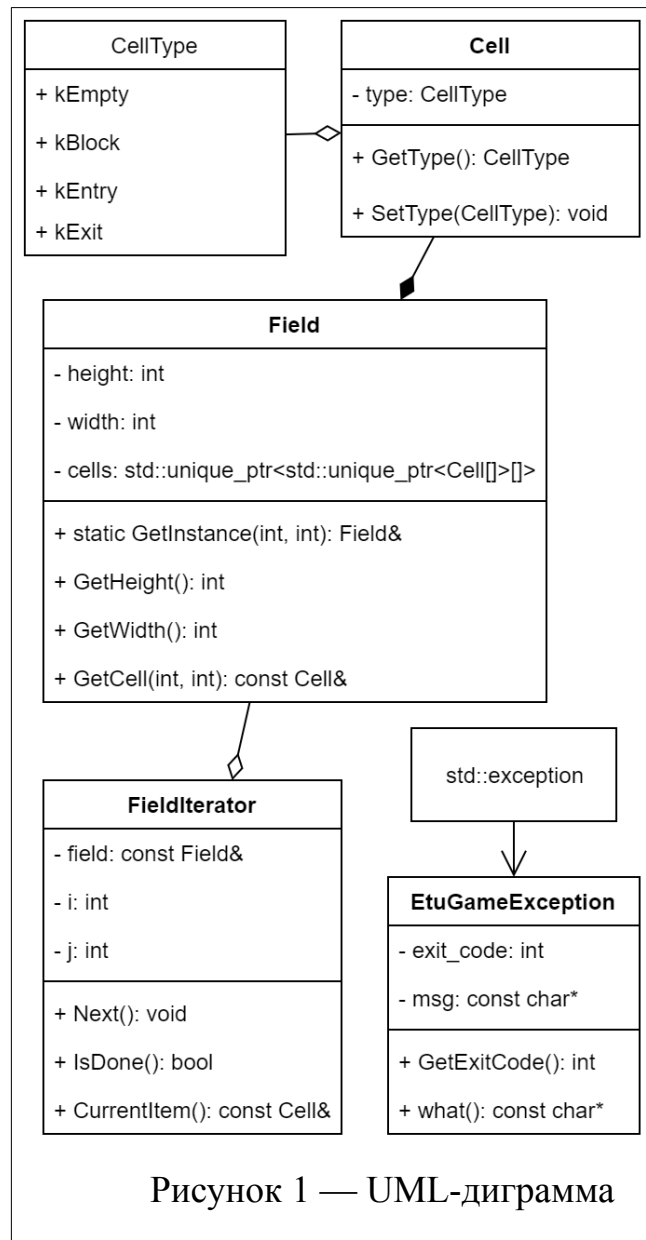 CellType
+ kEmpty
+ kBlock
+ kEntry
+ kExit
Cell
- type: CellType
+ GetType(): CellType
+ SetType(CellType): void
Field
- height: int
- width: int
- cells: std::unique_ptr<std::unique_ptr<Cell[]>[]>
+ static GetInstance(int, int): Field&
+ GetHeight(): int
+ GetWidth(): int
+ GetCell(int, int): const Cell&
FieldIterator
- field: const Field&
- i: int
- j: int
+ Next(): void
+ IsDone(): bool
+ CurrentItem(): const Cell&
std::exception
EtuGameException
- exit_code: int
- msg: const char*
+ GetExitCode(): int
+ what(): const char*
Рисунок 1 — UML-диграмма